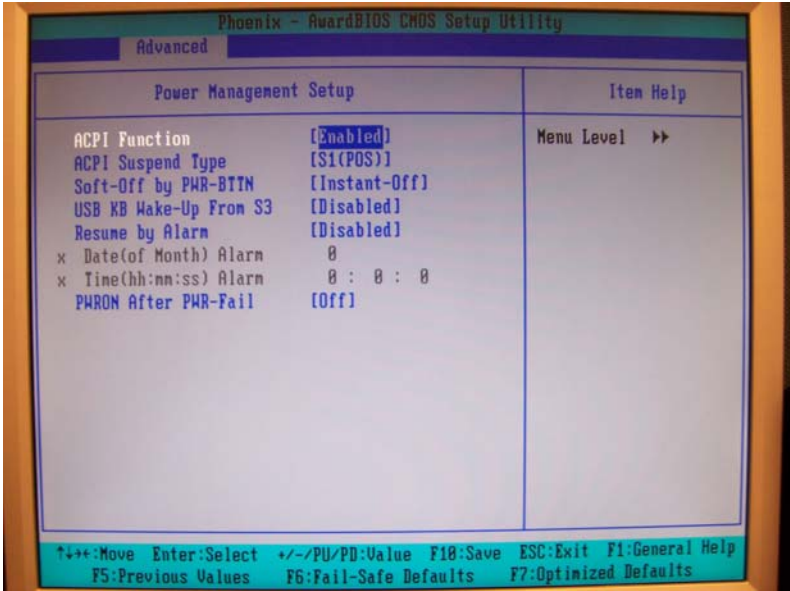 Phoenix - AwardBIOS CMOS Setup Utility
Advanced
Power Management Setup
Item Help
ACPI Function [Enabled]
Menu Level ▶▶
ACPI Suspend Type [S1(POS)]
Soft-Off by PWR-BTTN [Instant-Off]
USB KB Wake-Up From S3 [Disabled]
Resume by Alarm [Disabled]
x Date(of Month) Alarm 0
x Time(hh:mm:ss) Alarm 0 : 0 : 0
PWRON After PWR-Fail [Off]
↑↓→←:Move Enter:Select +/-/PU/PD:Value F10:Save ESC:Exit F1:General Help
F5:Previous Values F6:Fail-Safe Defaults F7:Optimized Defaults